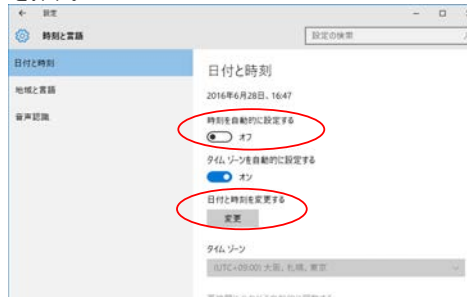 設定
時刻と言語
設定の検索
日付と時刻
地域と言語
音声認識
日付と時刻
2016年6月28日、16:47
時刻を自動的に設定する
オフ
タイム ゾーンを自動的に設定する
オン
日付と時刻を変更する
変更
タイム ゾーン
(UTC+09:00) 大阪、札幌、東京